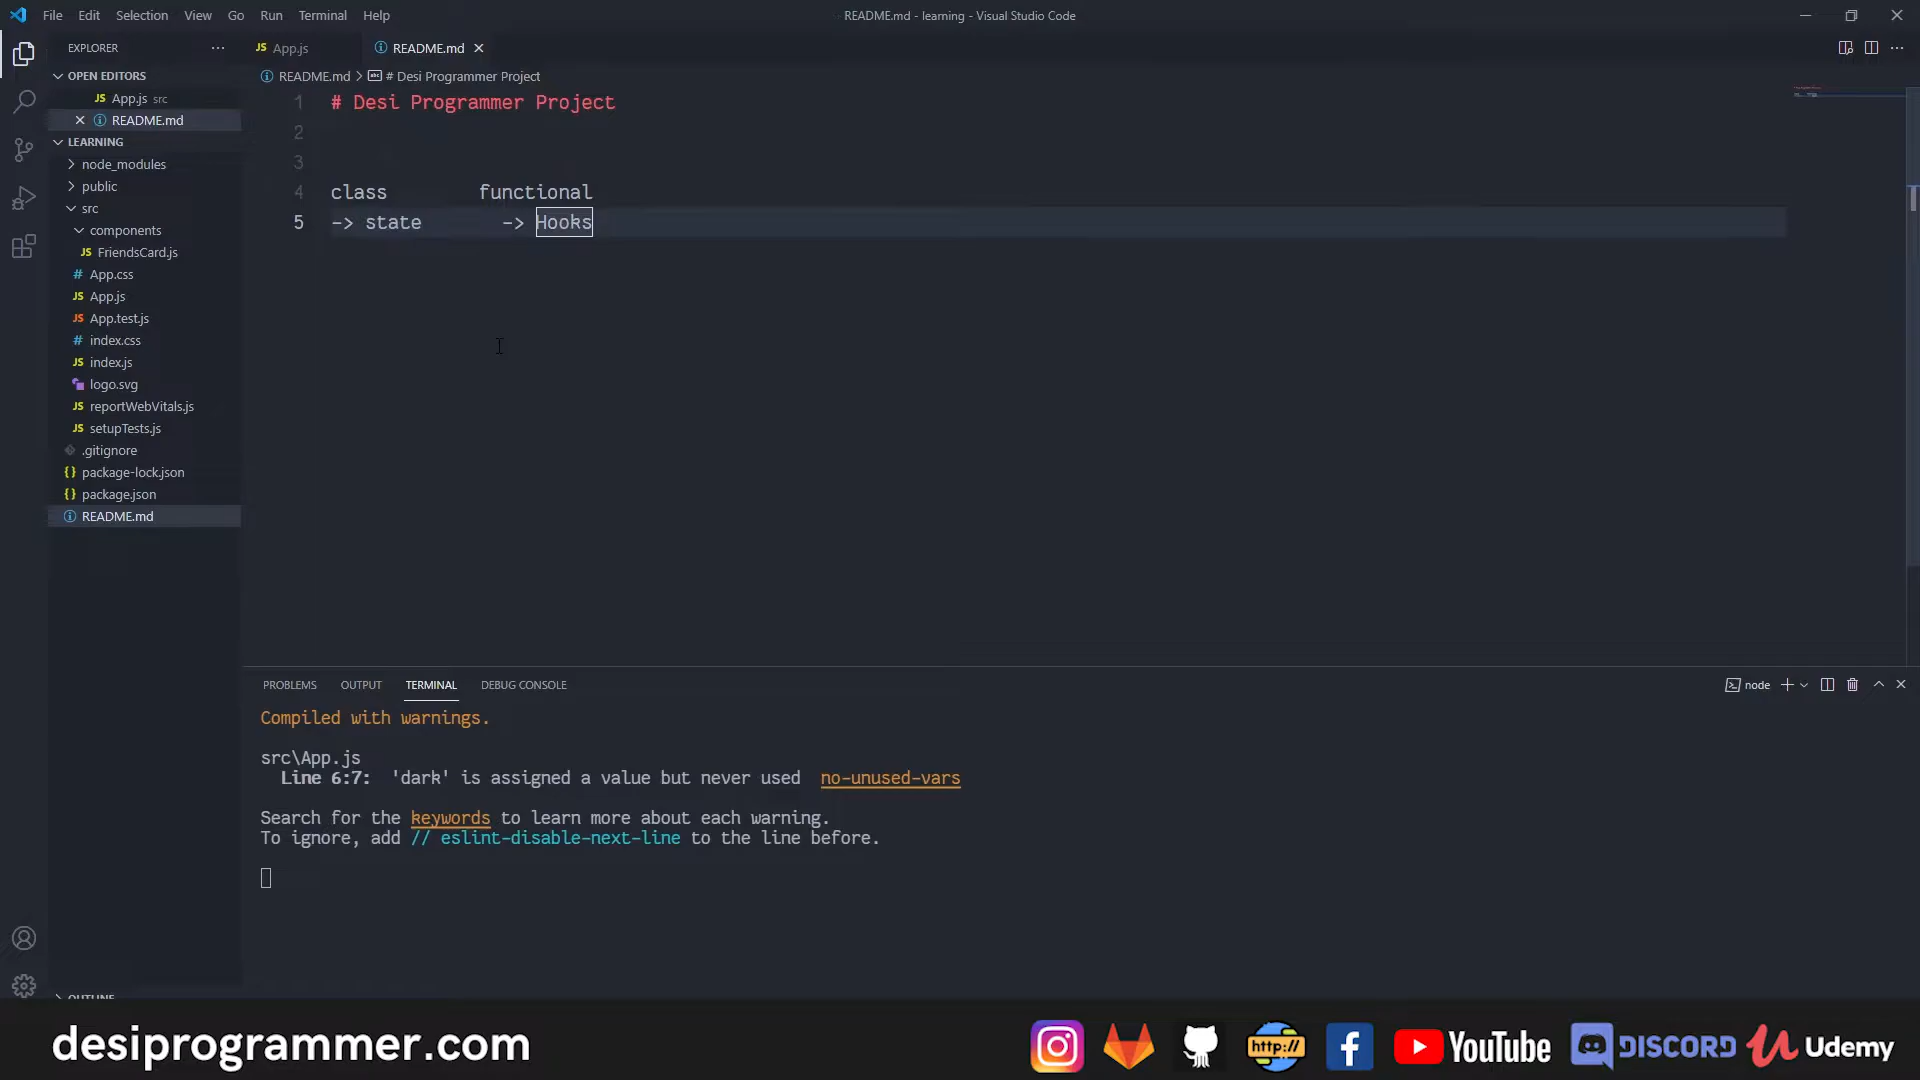 File Edit Selection View Go Run Terminal Help
README.md - learning - Visual Studio Code
EXPLORER
App.js
README.md
OPEN EDITORS
App.js src
README.md
LEARNING
node_modules
public
src
components
FriendsCard.js
App.css
App.js
App.test.js
index.css
index.js
logo.svg
reportWebVitals.js
setupTests.js
.gitignore
package-lock.json
package.json
README.md
OUTLINE
README.md > # Desi Programmer Project
1 # Desi Programmer Project
2
3
4 class functional
5 -> state -> Hooks
PROBLEMS OUTPUT TERMINAL DEBUG CONSOLE
node
Compiled with warnings.
src\App.js
Line 6:7: 'dark' is assigned a value but never used no-unused-vars
Search for the keywords to learn more about each warning.
To ignore, add // eslint-disable-next-line to the line before.
desiprogrammer.com
http://
YouTube
DISCORD
Udemy